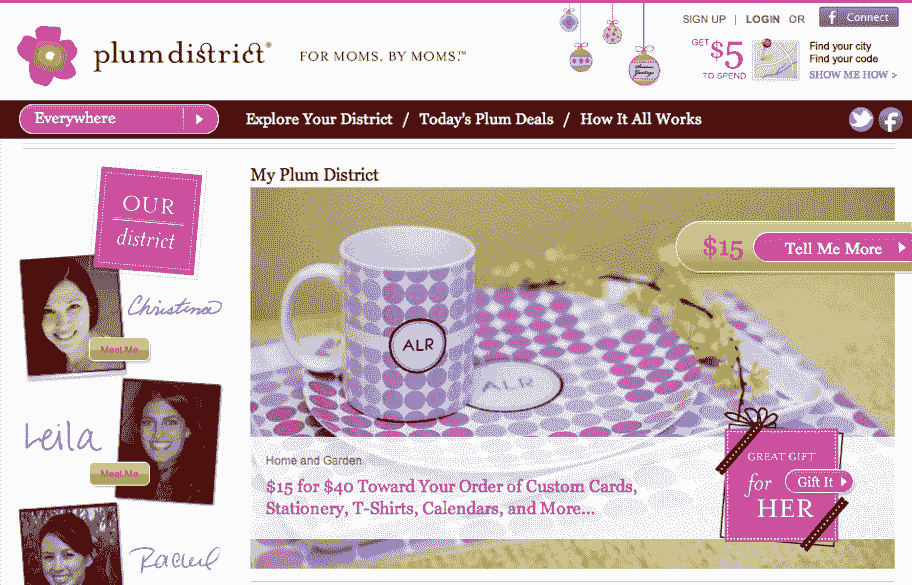 SIGN UP | LOGIN OR
f Connect
plumdistrict®
FOR MOMS. BY MOMS.™
GET
$5
TO SPEND
Find your city
Find your code
SHOW ME HOW >
Everywhere
Explore Your District / Today's Plum Deals / How It All Works
My Plum District
OUR
district
$15
Tell Me More
Christina
Meet Me
ALR
ALR
Leila
Meet Me
Home and Garden
$15 for $40 Toward Your Order of Custom Cards,
Stationery, T-Shirts, Calendars, and More...
GREAT GIFT
for
HER
Gift It
Rachel